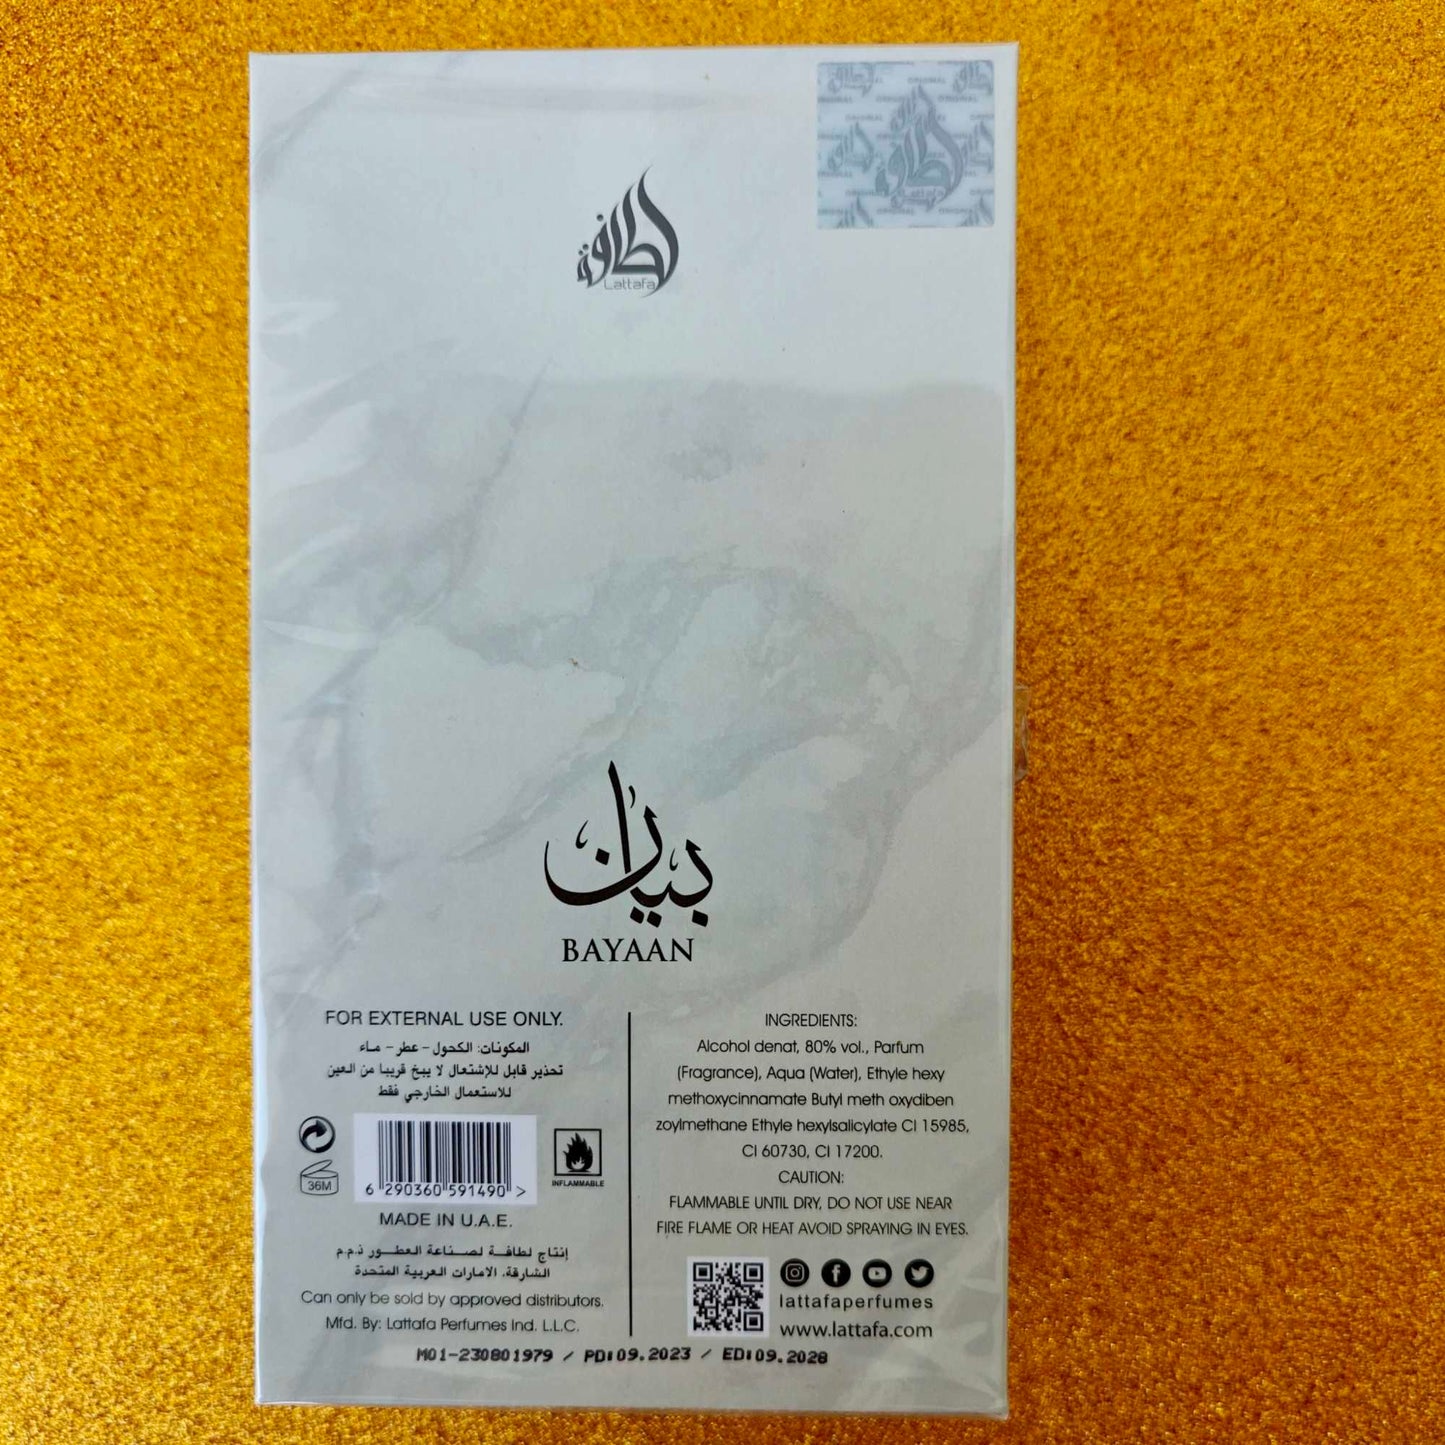 ORIGINAL
لطافة
Lattafa
لطافة
Lattafa
بيان
BAYAAN
FOR EXTERNAL USE ONLY.
المكونات: الكحول - عطر - ماء
تحذير قابل للإشتعال لا يبخ قريبا من العين
للاستعمال الخارجي فقط
36M
6 290360 591490 >
INFLAMMABLE
MADE IN U.A.E.
إنتاج لطافة لصناعة العطور ذ.م.م
الشارقة، الامارات العربية المتحدة
Can only be sold by approved distributors.
Mfd. By: Lattafa Perfumes Ind. L.L.C.
INGREDIENTS:
Alcohol denat, 80% vol., Parfum
(Fragrance), Aqua (Water), Ethyle hexy
methoxycinnamate Butyl meth oxydiben
zoylmethane Ethyle hexylsalicylate CI 15985,
CI 60730, CI 17200.
CAUTION:
FLAMMABLE UNTIL DRY, DO NOT USE NEAR
FIRE FLAME OR HEAT AVOID SPRAYING IN EYES.
lattafaperfumes
www.lattafa.com
M01-230801979 / PD:09.2023 / ED:09.2028